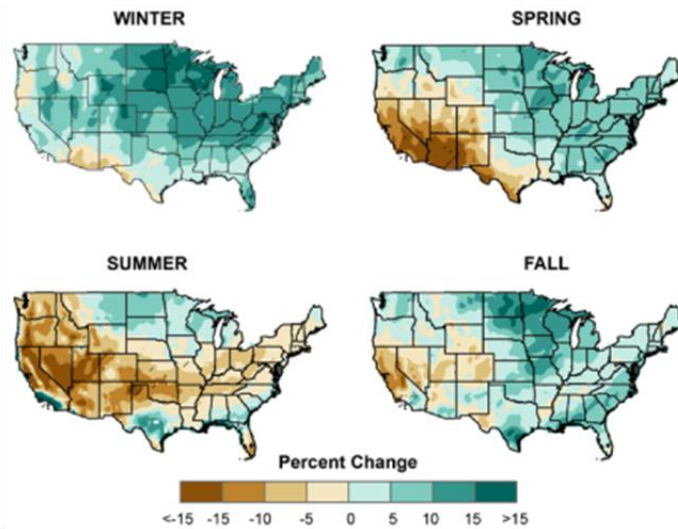 WINTER
SPRING
SUMMER
FALL
Percent Change
<-15 -15 -10 -5 0 5 10 15 >15